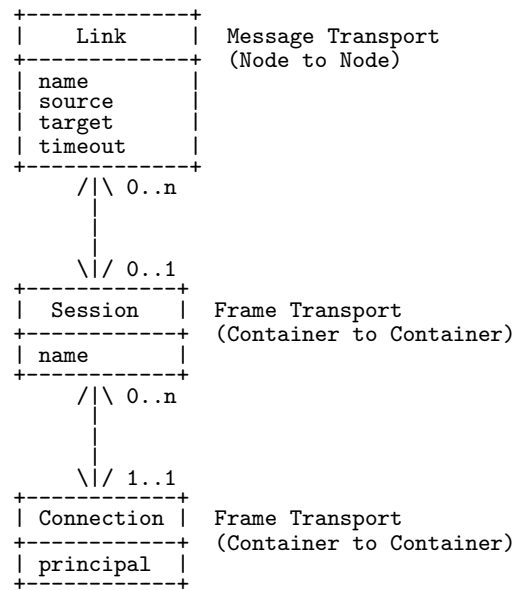 +-------------+
|    Link     |   Message Transport
+-------------+   (Node to Node)
| name        |
| source      |
| target      |
| timeout     |
+-------------+
     /|\ 0..n
      |
      |
      |
     \|/ 0..1
+------------+
|  Session   |   Frame Transport
+------------+   (Container to Container)
| name       |
+------------+
     /|\ 0..n
      |
      |
      |
     \|/ 1..1
+------------+
| Connection |   Frame Transport
+------------+   (Container to Container)
| principal  |
+------------+